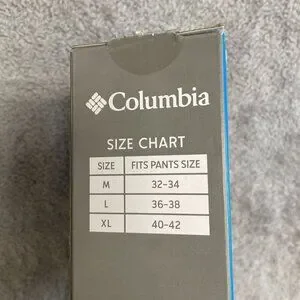 Columbia
SIZE CHART
SIZE FITS PANTS SIZE
M 32-34
L 36-38
XL 40-42